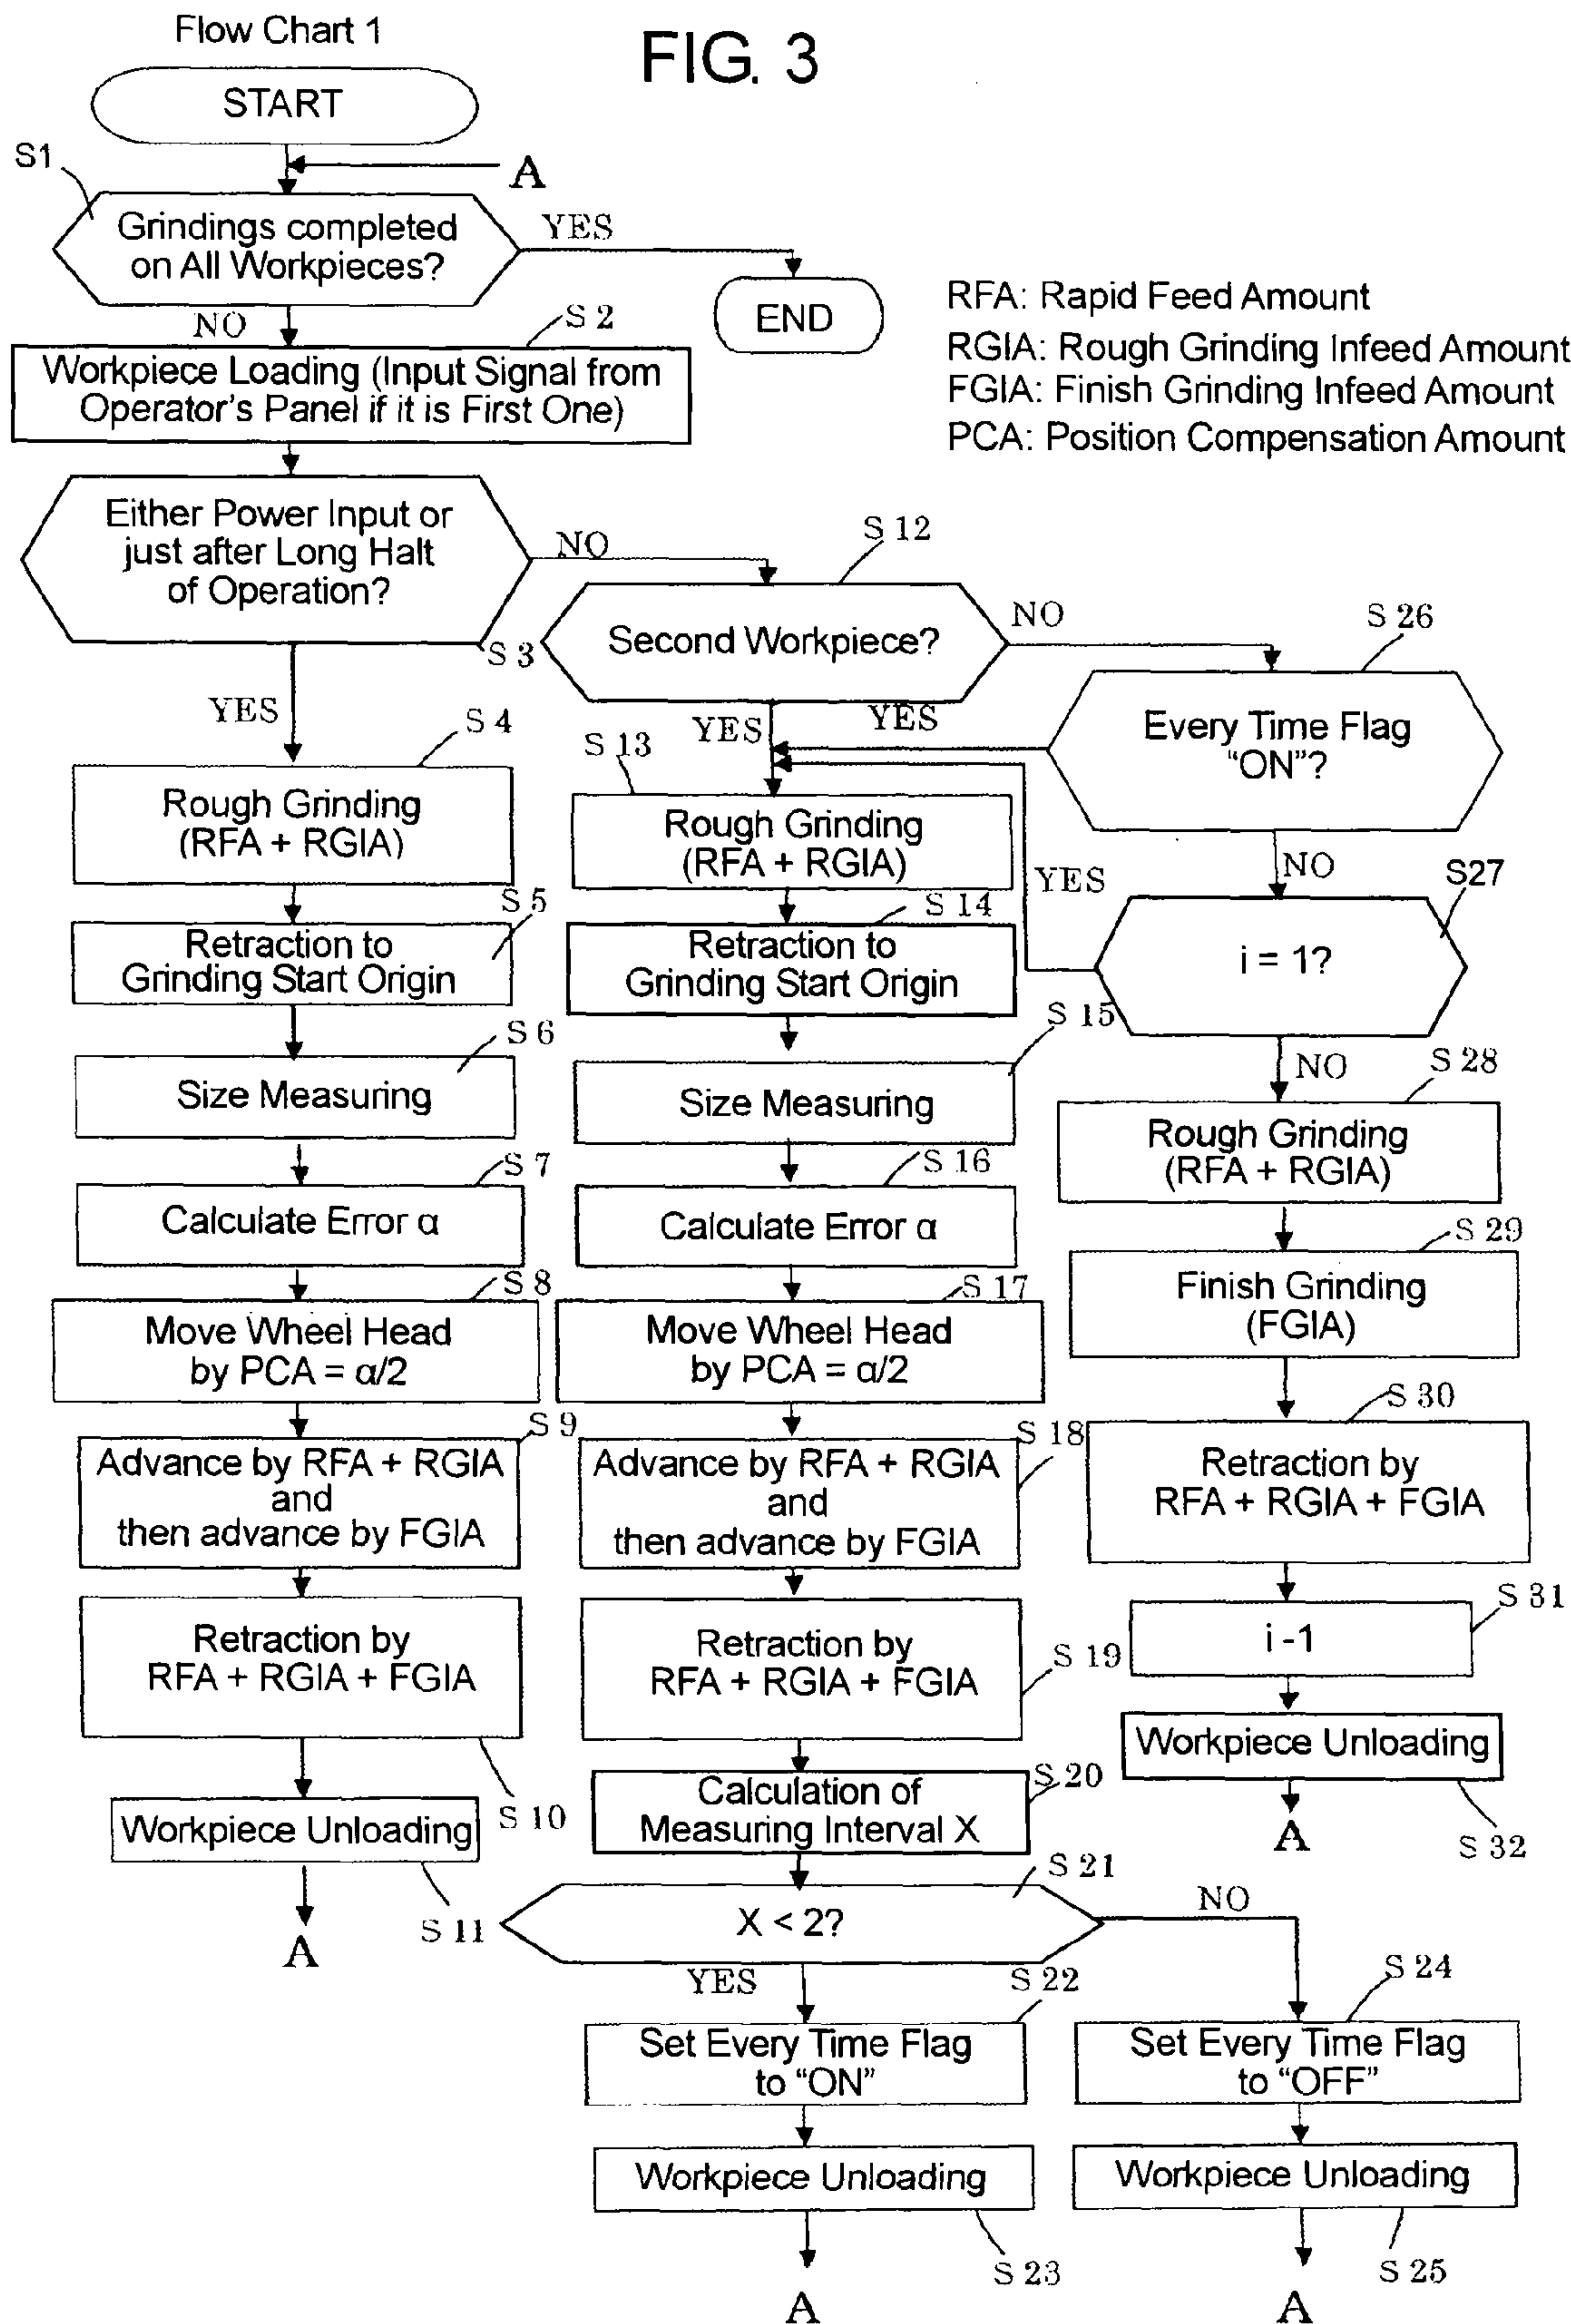 Flow Chart 1
FIG. 3
START
A
S1
Grindings completed
on All Workpieces?
YES
END
NO
S 2
Workpiece Loading (Input Signal from
Operator's Panel if it is First One)
RFA: Rapid Feed Amount
RGIA: Rough Grinding Infeed Amount
FGIA: Finish Grinding Infeed Amount
PCA: Position Compensation Amount
Either Power Input or
just after Long Halt
of Operation?
S 3
NO
YES
S 4
Rough Grinding
(RFA + RGIA)
S 5
Retraction to
Grinding Start Origin
S 6
Size Measuring
S 7
Calculate Error α
S 8
Move Wheel Head
by PCA = α/2
S 9
Advance by RFA + RGIA
and
then advance by FGIA
Retraction by
RFA + RGIA + FGIA
S 10
Workpiece Unloading
S 11
A
S 12
Second Workpiece?
NO
YES
YES
S 13
Rough Grinding
(RFA + RGIA)
S 14
Retraction to
Grinding Start Origin
S 15
Size Measuring
S 16
Calculate Error α
S 17
Move Wheel Head
by PCA = α/2
S 18
Advance by RFA + RGIA
and
then advance by FGIA
Retraction by
RFA + RGIA + FGIA
S 19
S 20
Calculation of
Measuring Interval X
S 21
X < 2?
YES
NO
S 22
Set Every Time Flag
to "ON"
Workpiece Unloading
S 23
A
S 24
Set Every Time Flag
to "OFF"
Workpiece Unloading
S 25
A
S 26
Every Time Flag
"ON"?
NO
YES
S27
i = 1?
NO
S 28
Rough Grinding
(RFA + RGIA)
S 29
Finish Grinding
(FGIA)
S 30
Retraction by
RFA + RGIA + FGIA
S 31
i -1
Workpiece Unloading
S 32
A